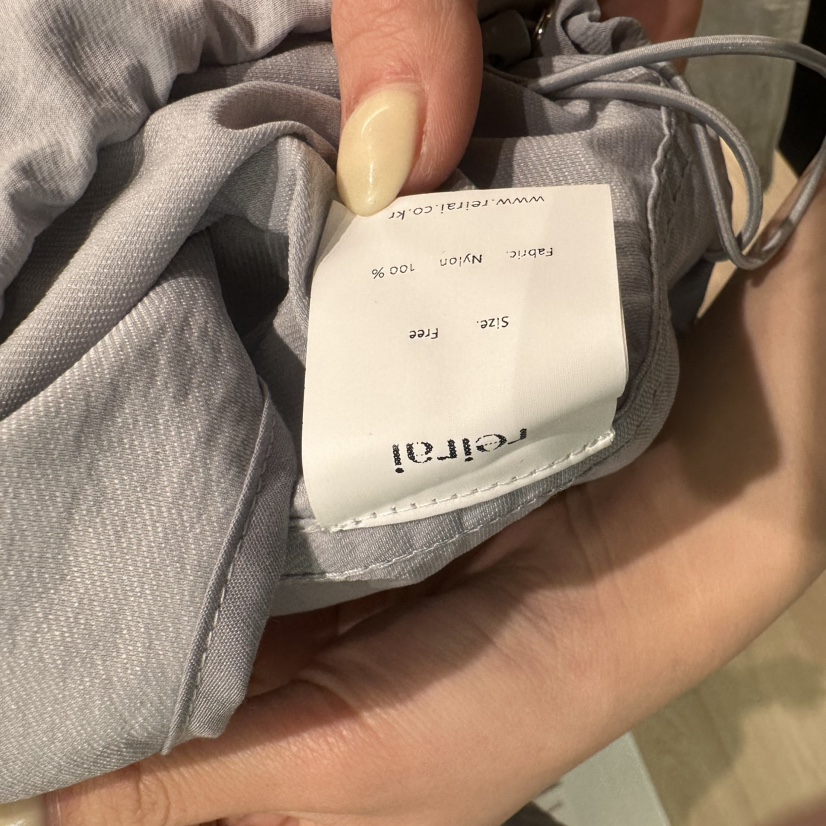 reirai
Size. Free
Fabric. Nylon 100%
www.reirai.co.kr